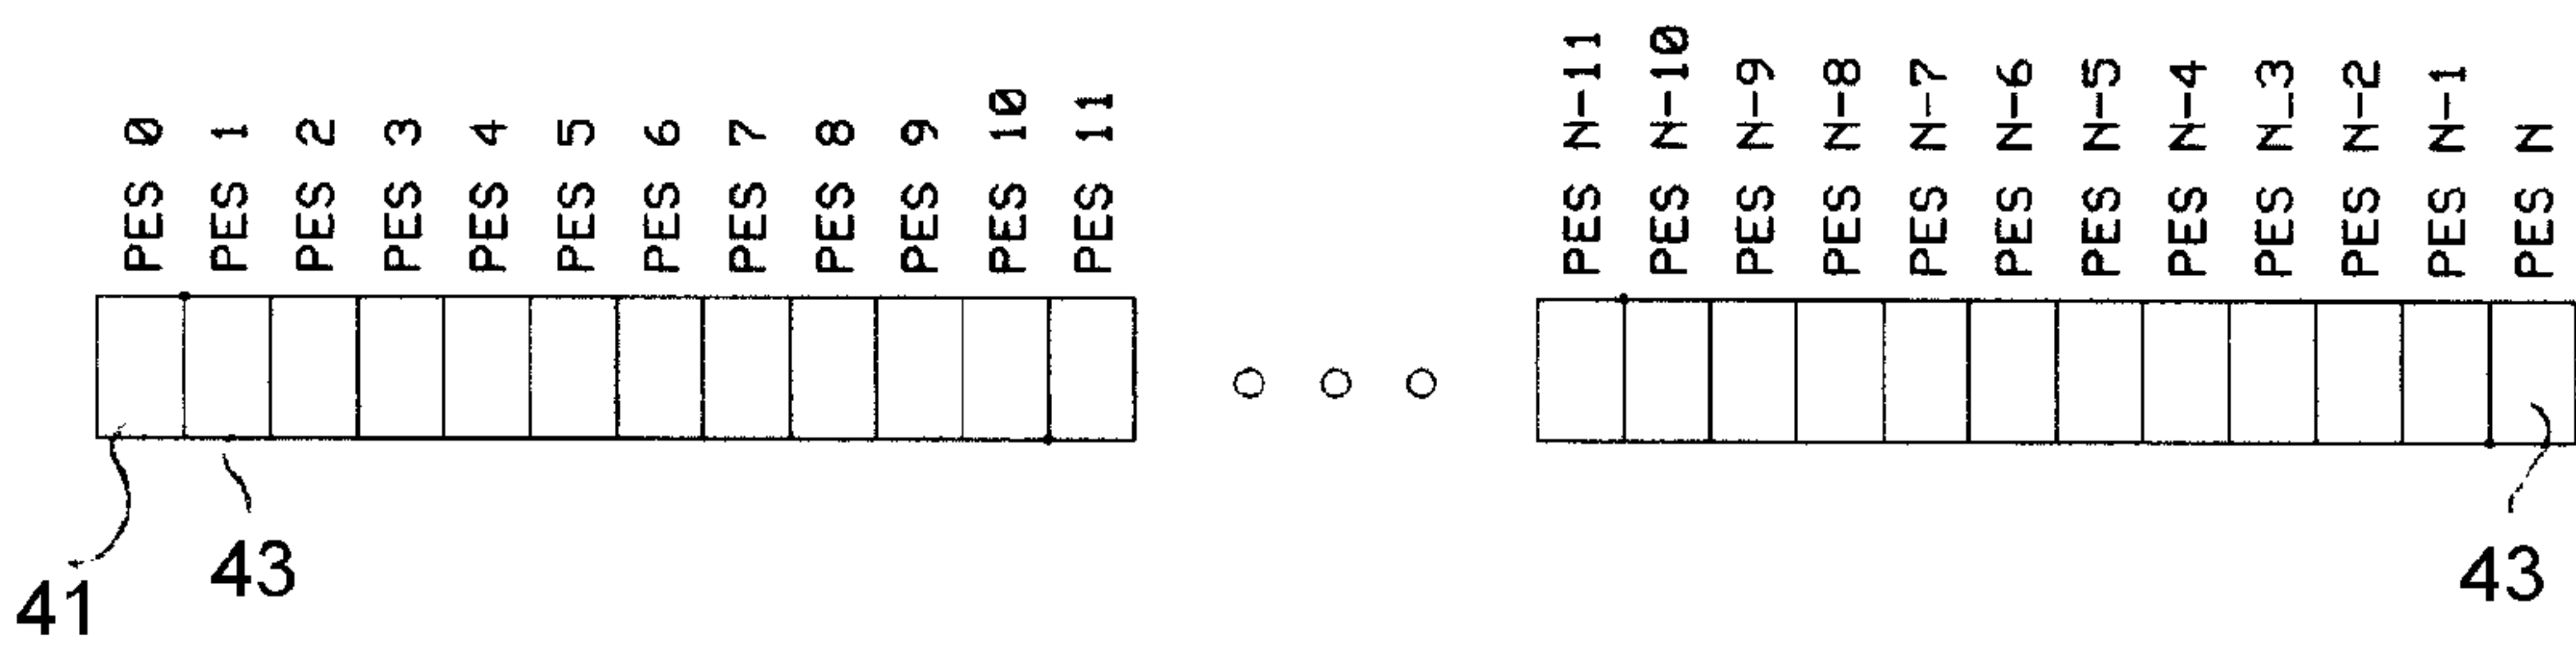 PES 0
PES 1
PES 2
PES 3
PES 4
PES 5
PES 6
PES 7
PES 8
PES 9
PES 10
PES 11
PES N-11
PES N-10
PES N-9
PES N-8
PES N-7
PES N-6
PES N-5
PES N-4
PES N_3
PES N-2
PES N-1
PES N
41
43
43